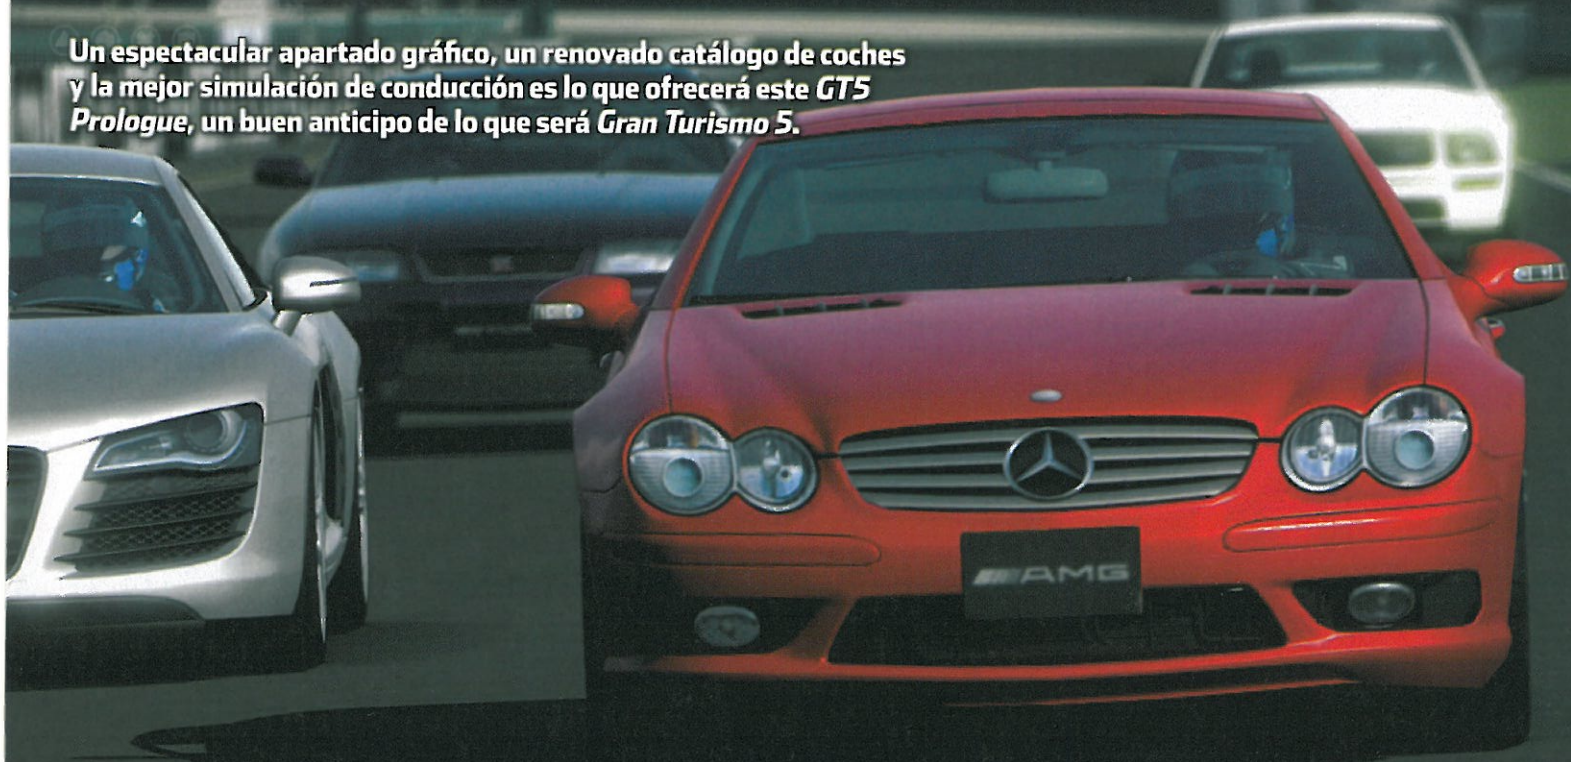 Un espectacular apartado gráfico, un renovado catálogo de coches
y la mejor simulación de conducción es lo que ofrecerá este GT5
Prologue, un buen anticipo de lo que será Gran Turismo 5.
AMG